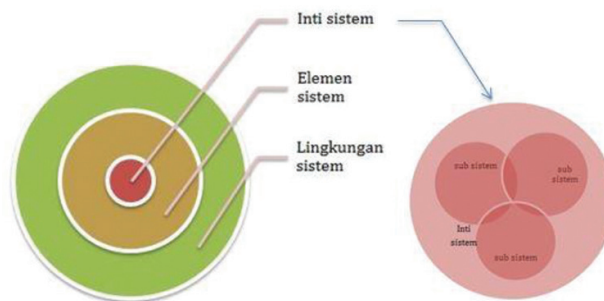 Inti sistem
Elemen
sistem
Lingkungan
sistem
sub sistem
sub
sistem
Inti
sistem
sub sistem